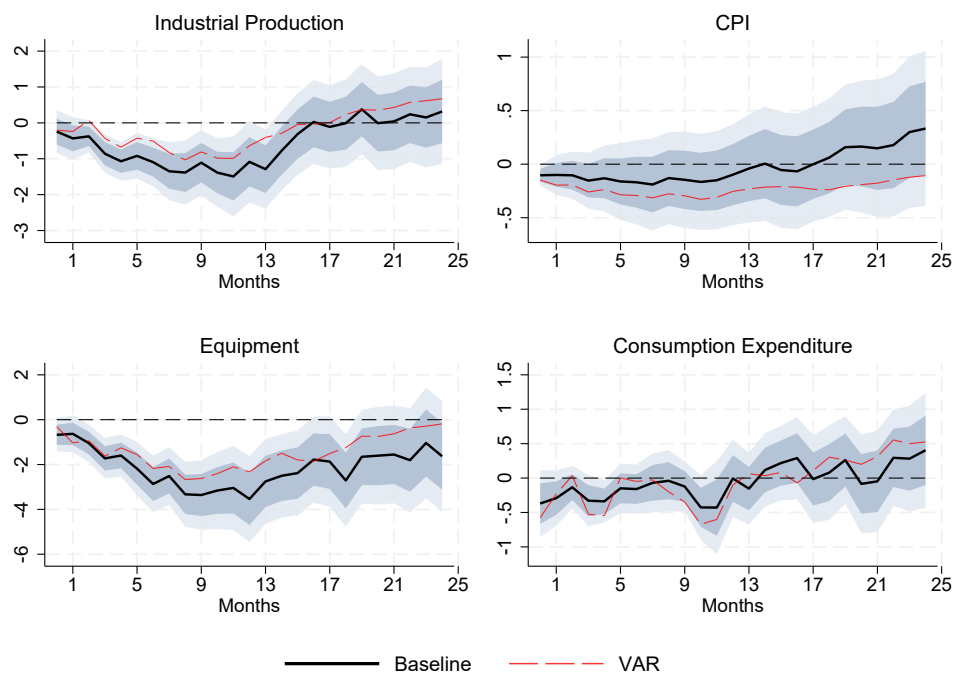 Industrial Production
2
1
0
-1
-2
-3
1 5 9 13 17 21 25
Months
CPI
1
.5
0
-.5
1 5 9 13 17 21 25
Months
Equipment
2
0
-2
-4
-6
1 5 9 13 17 21 25
Months
Consumption Expenditure
1.5
1
.5
0
-.5
-1
1 5 9 13 17 21 25
Months
Baseline VAR